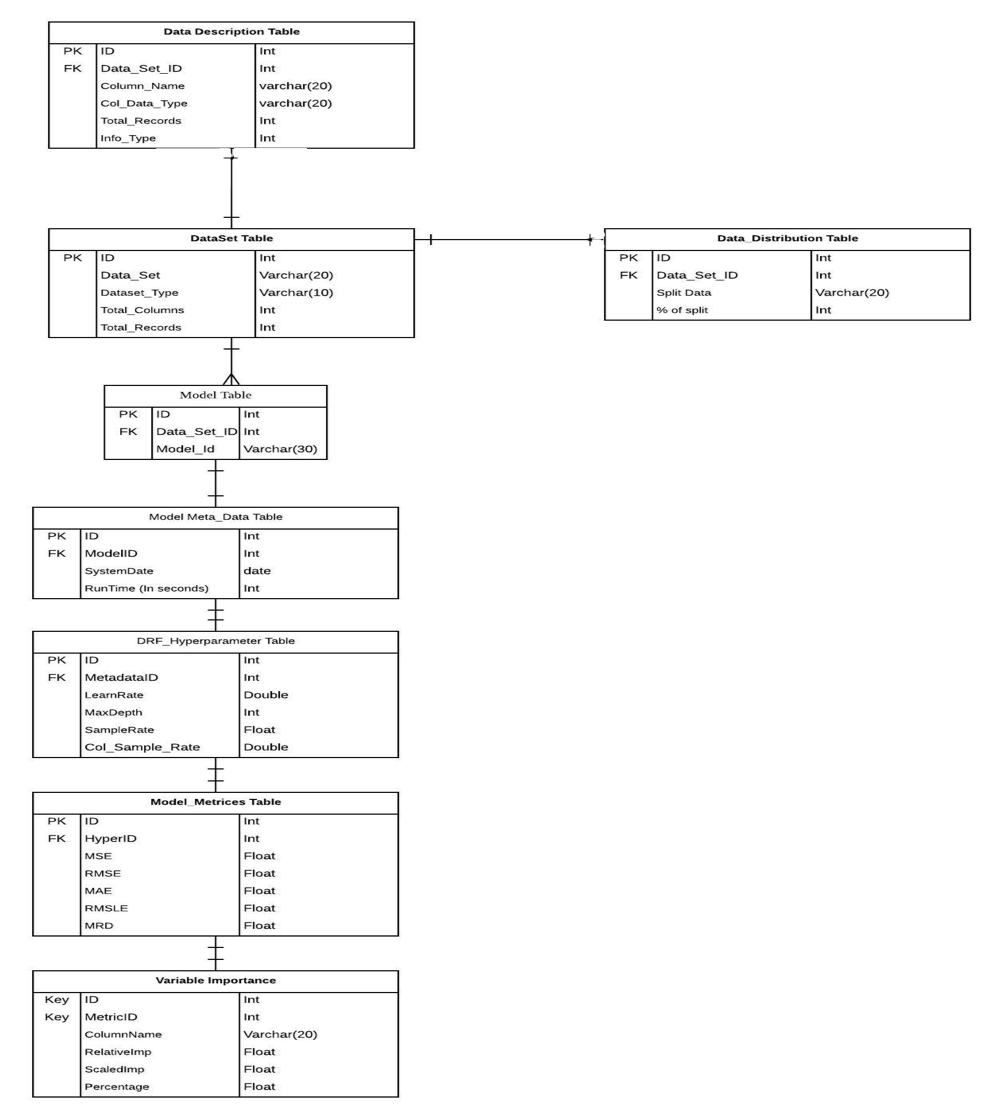 Data Description Table
PK ID Int
FK Data_Set_ID Int
Column_Name varchar(20)
Col_Data_Type varchar(20)
Total_Records Int
Info_Type Int
DataSet Table
PK ID Int
Data_Set Varchar(20)
Dataset_Type Varchar(10)
Total_Columns Int
Total_Records Int
Data_Distribution Table
PK ID Int
FK Data_Set_ID Int
Split Data Varchar(20)
% of split Int
Model Table
PK ID Int
FK Data_Set_ID Int
Model_Id Varchar(30)
Model Meta_Data Table
PK ID Int
FK ModelID Int
SystemDate date
RunTime (In seconds) Int
DRF_Hyperparameter Table
PK ID Int
FK MetadataID Int
LearnRate Double
MaxDepth Int
SampleRate Float
Col_Sample_Rate Double
Model_Metrices Table
PK ID Int
FK HyperID Int
MSE Float
RMSE Float
MAE Float
RMSLE Float
MRD Float
Variable Importance
Key ID Int
Key MetricID Int
ColumnName Varchar(20)
RelativeImp Float
ScaledImp Float
Percentage Float